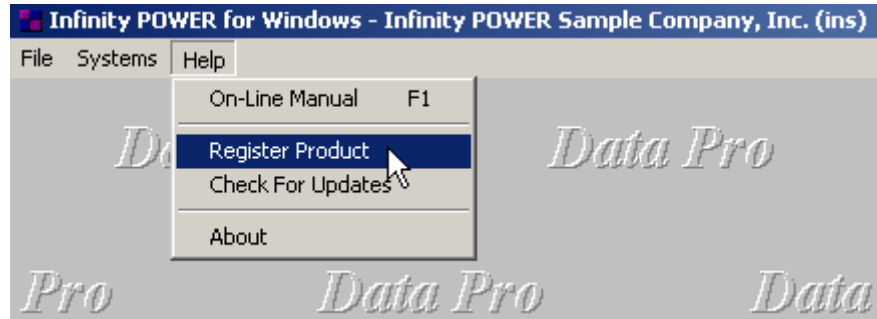 Infinity POWER for Windows - Infinity POWER Sample Company, Inc. (ins)
File Systems Help
On-Line Manual F1
Da
Register Product
Data Pro
Check For Updates
About
Pro Data Pro Data